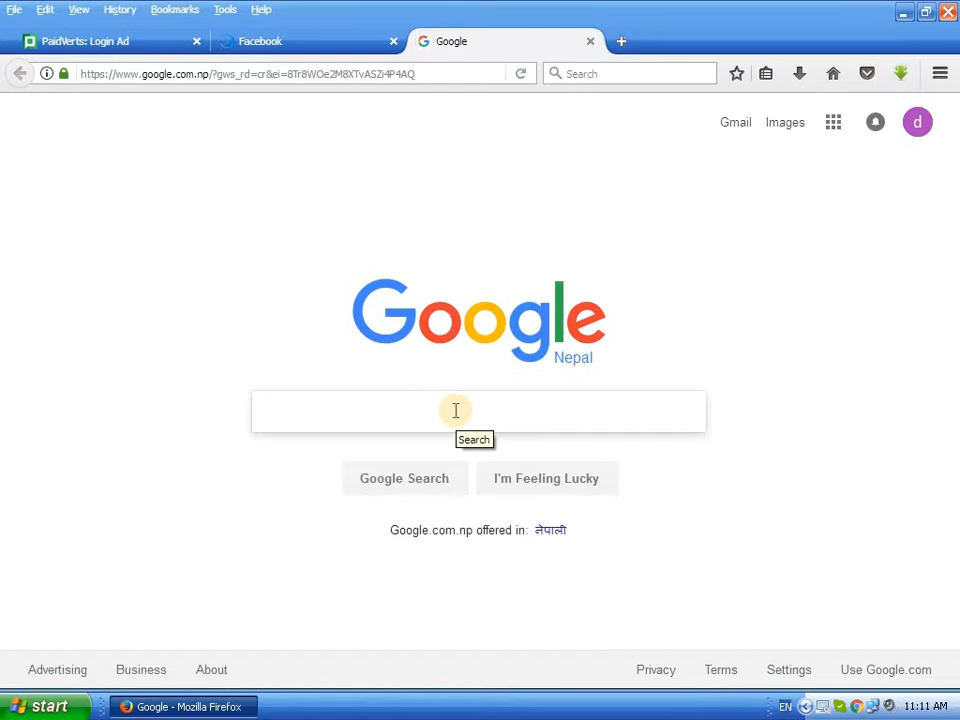 File Edit View History Bookmarks Tools Help
PaidVerts: Login Ad
Facebook
Google
https://www.google.com.np/?gws_rd=cr&ei=8Tr8WOe2M8XTvASZi4P4AQ
Search
Gmail Images d
Google
Nepal
Search
Google Search I'm Feeling Lucky
Google.com.np offered in: नेपाली
Advertising Business About Privacy Terms Settings Use Google.com
start Google - Mozilla Firefox EN 11:11 AM